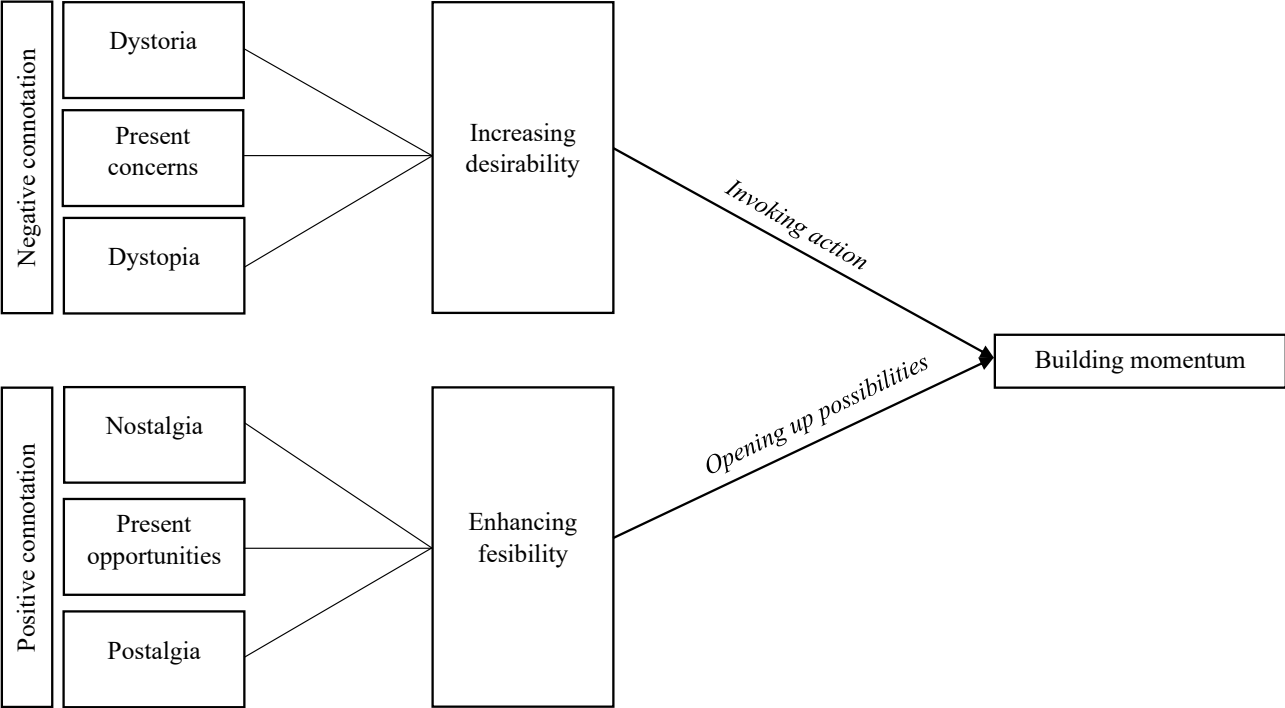 Negative connotation
Dystoria
Present
concerns
Dystopia
Increasing
desirability
Invoking action
Building momentum
Opening up possibilities
Positive connotation
Nostalgia
Present
opportunities
Postalgia
Enhancing
fesibility